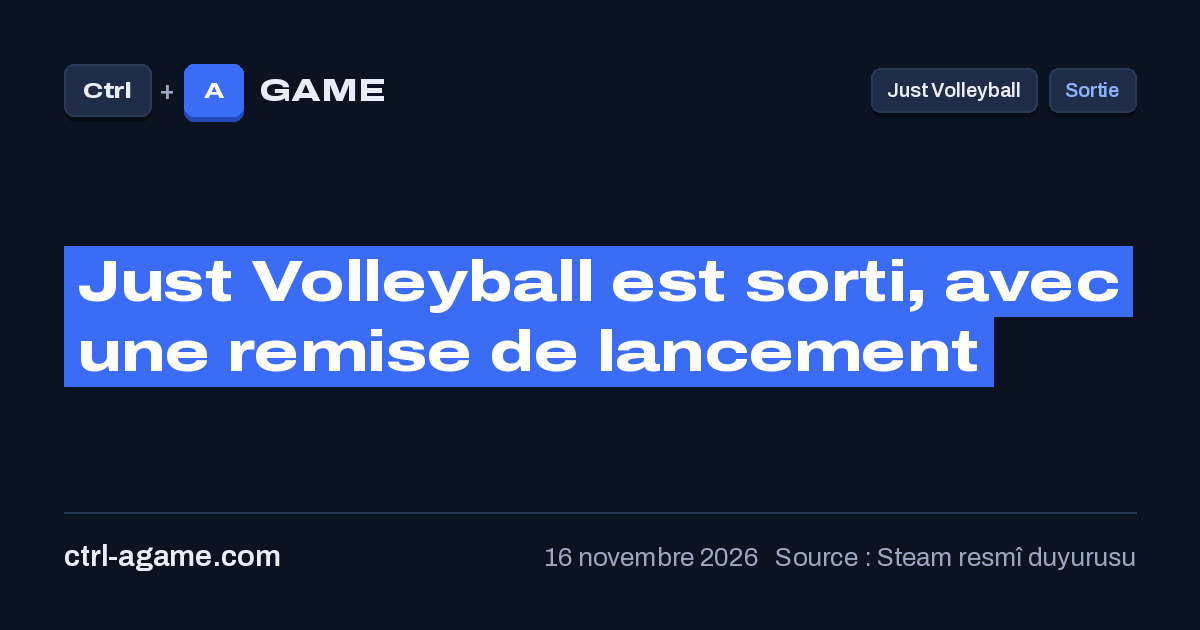 Ctrl + A GAME
Just Volleyball Sortie
Just Volleyball est sorti, avec
une remise de lancement
ctrl-agame.com
16 novembre 2026 Source : Steam resmî duyurusu